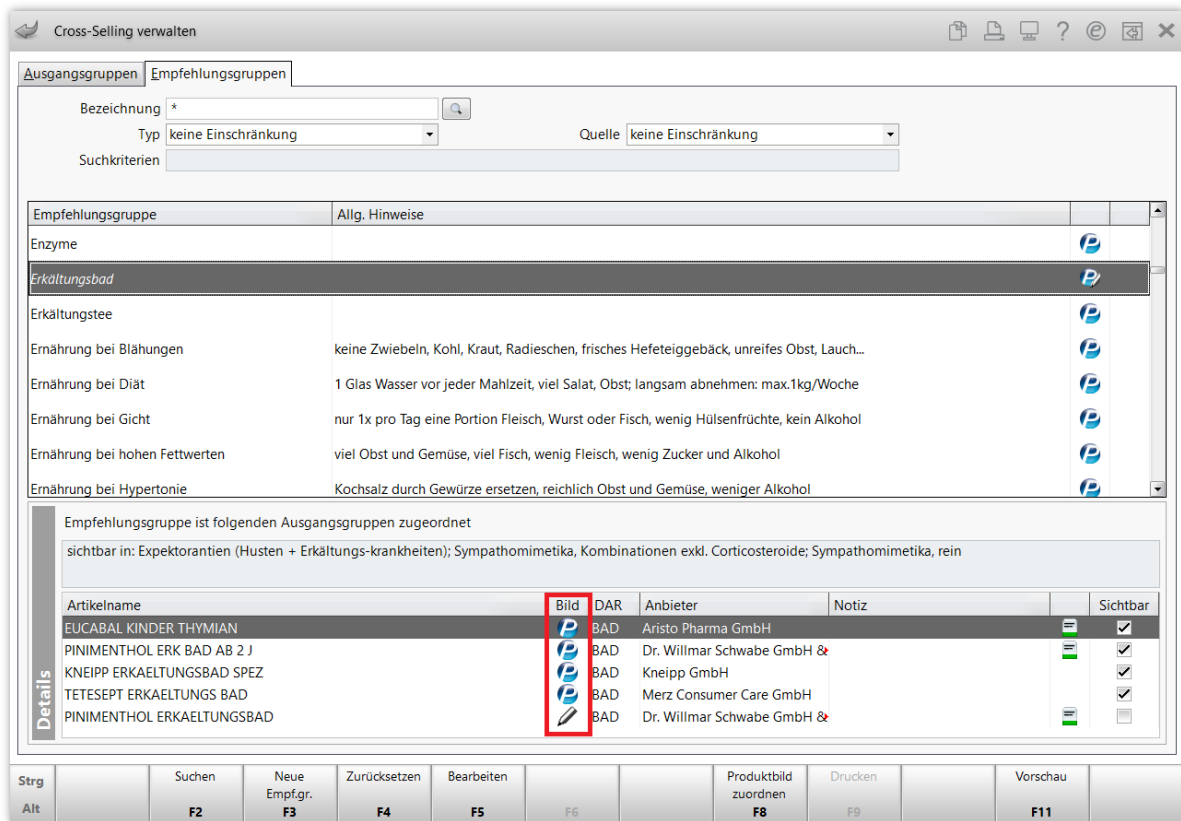 Cross-Selling verwalten
Ausgangsgruppen Empfehlungsgruppen
Bezeichnung *
Typ keine Einschränkung Quelle keine Einschränkung
Suchkriterien
Empfehlungsgruppe Allg. Hinweise
Enzyme
Erkältungsbad
Erkältungstee
Ernährung bei Blähungen keine Zwiebeln, Kohl, Kraut, Radieschen, frisches Hefeteiggebäck, unreifes Obst, Lauch...
Ernährung bei Diät 1 Glas Wasser vor jeder Mahlzeit, viel Salat, Obst; langsam abnehmen: max.1kg/Woche
Ernährung bei Gicht nur 1x pro Tag eine Portion Fleisch, Wurst oder Fisch, wenig Hülsenfrüchte, kein Alkohol
Ernährung bei hohen Fettwerten viel Obst und Gemüse, viel Fisch, wenig Fleisch, wenig Zucker und Alkohol
Ernährung bei Hypertonie Kochsalz durch Gewürze ersetzen, reichlich Obst und Gemüse, weniger Alkohol
Details
Empfehlungsgruppe ist folgenden Ausgangsgruppen zugeordnet
sichtbar in: Expektorantien (Husten + Erkältungs-krankheiten); Sympathomimetika, Kombinationen exkl. Corticosteroide; Sympathomimetika, rein
Artikelname Bild DAR Anbieter Notiz Sichtbar
EUCABAL KINDER THYMIAN BAD Aristo Pharma GmbH
PINIMENTHOL ERK BAD AB 2 J BAD Dr. Willmar Schwabe GmbH &
KNEIPP ERKAELTUNGSBAD SPEZ BAD Kneipp GmbH
TETESEPT ERKAELTUNGS BAD BAD Merz Consumer Care GmbH
PINIMENTHOL ERKAELTUNGSBAD BAD Dr. Willmar Schwabe GmbH &
Strg Suchen Neue Zurücksetzen Bearbeiten Produktbild Drucken Vorschau
Empf.gr. zuordnen
Alt F2 F3 F4 F5 F6 F8 F9 F11